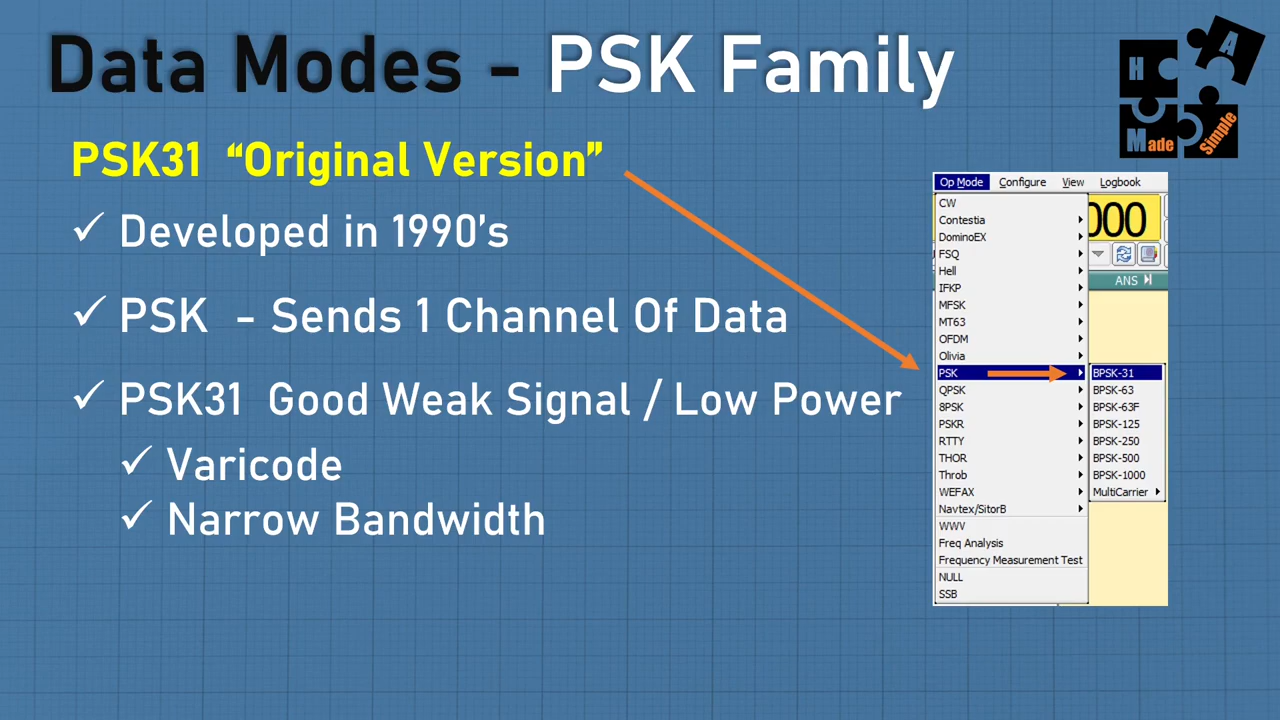 Data Modes - PSK Family
H A
Made Simple
PSK31 “Original Version”
✓ Developed in 1990's
✓ PSK - Sends 1 Channel Of Data
✓ PSK31 Good Weak Signal / Low Power
✓ Varicode
✓ Narrow Bandwidth
Op Mode Configure View Logbook
000
ANS
CW
Contestia
DominoEX
FSQ
Hell
IFKP
MFSK
MT63
OFDM
Olivia
PSK
QPSK
8PSK
PSKR
RTTY
THOR
Throb
WEFAX
Navtex/SitorB
WWV
Freq Analysis
Frequency Measurement Test
NULL
SSB
BPSK-31
BPSK-63
BPSK-63F
BPSK-125
BPSK-250
BPSK-500
BPSK-1000
MultiCarrier